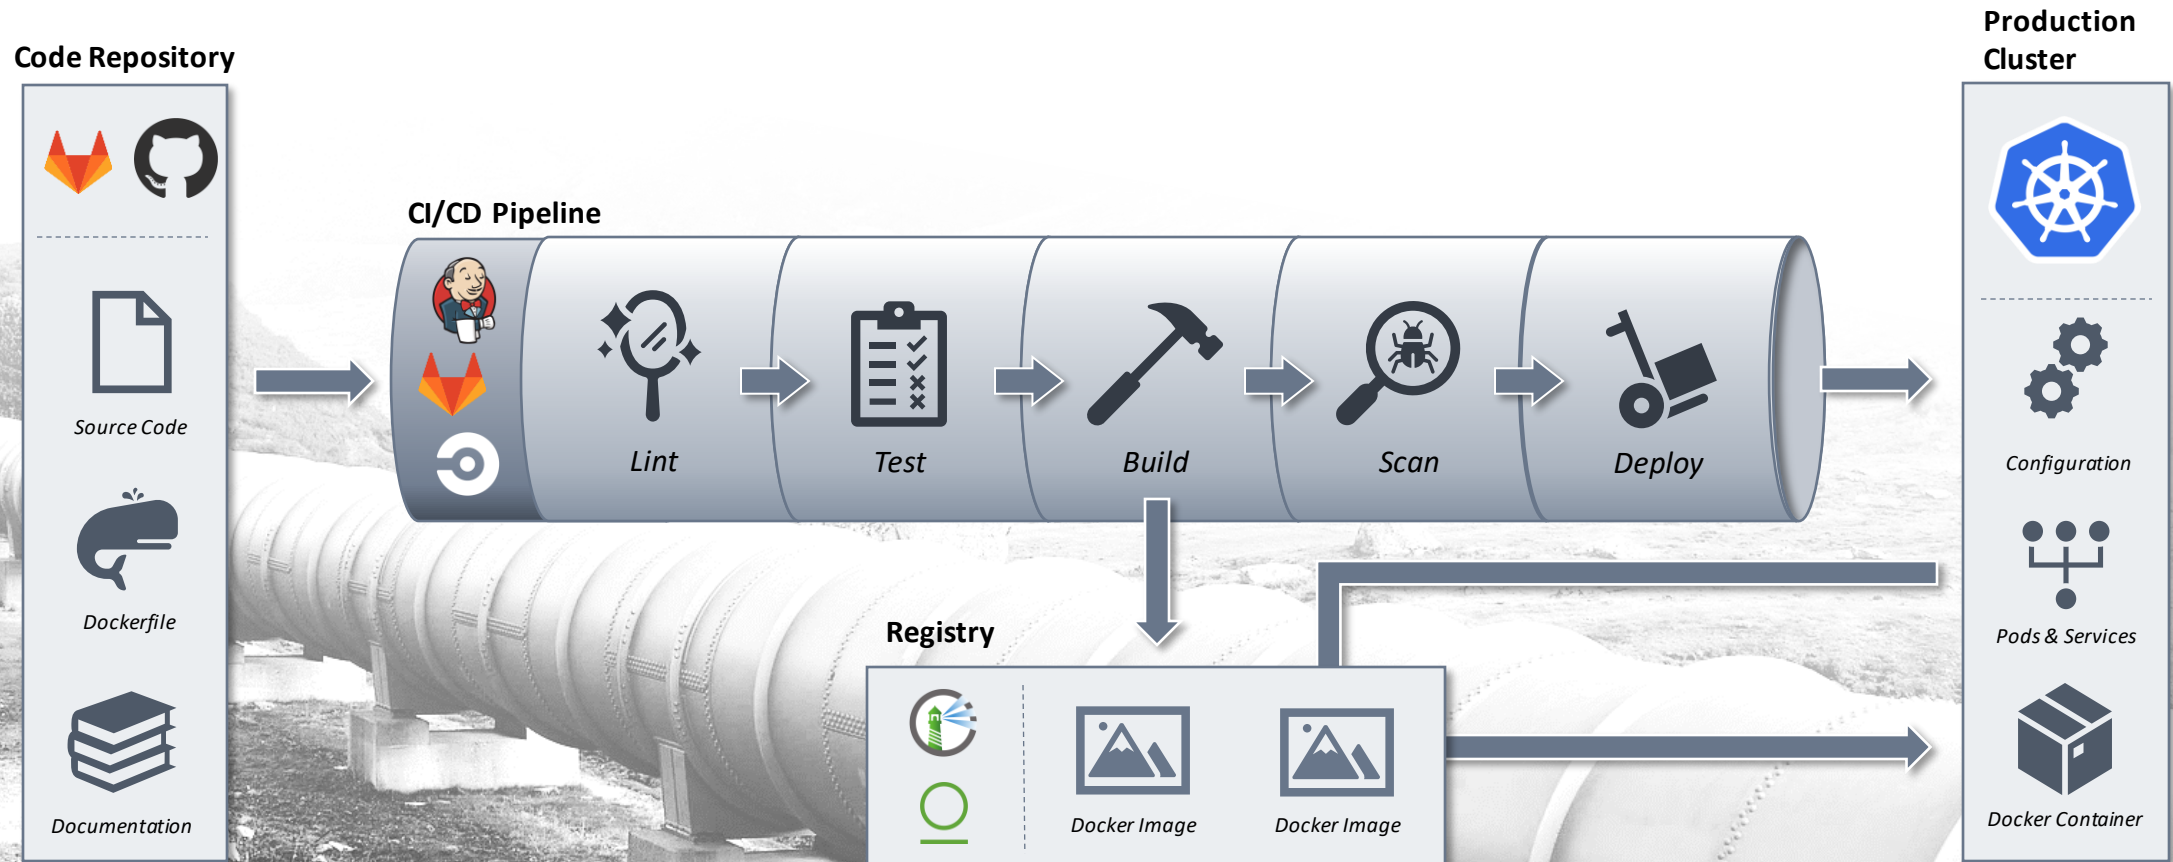 Code Repository
Source Code
Dockerfile
Documentation
CI/CD Pipeline
Lint
Test
Build
Scan
Deploy
Registry
Docker Image
Docker Image
Production
Cluster
Configuration
Pods & Services
Docker Container